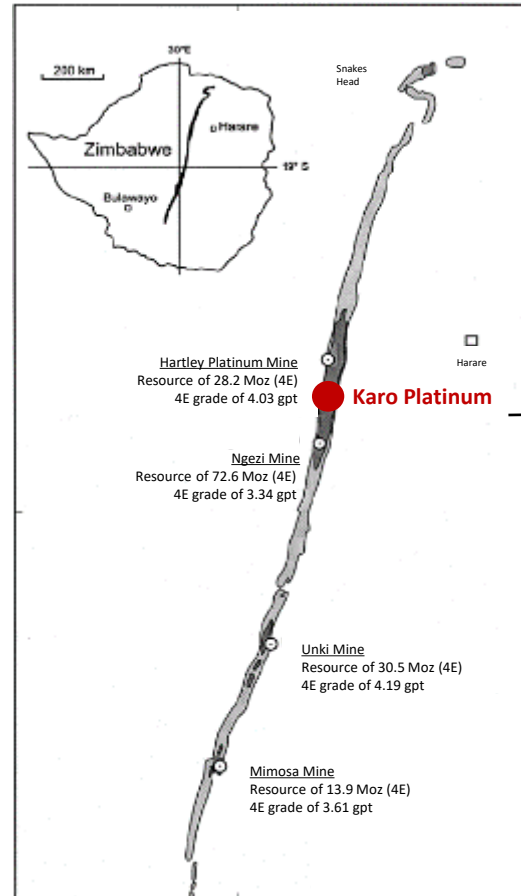 30°E
200 km
Snakes
Head
Harare
Zimbabwe
19° S
Bulawayo
Hartley Platinum Mine
Resource of 28.2 Moz (4E)
4E grade of 4.03 gpt
Harare
Karo Platinum
Ngezi Mine
Resource of 72.6 Moz (4E)
4E grade of 3.34 gpt
Unki Mine
Resource of 30.5 Moz (4E)
4E grade of 4.19 gpt
Mimosa Mine
Resource of 13.9 Moz (4E)
4E grade of 3.61 gpt